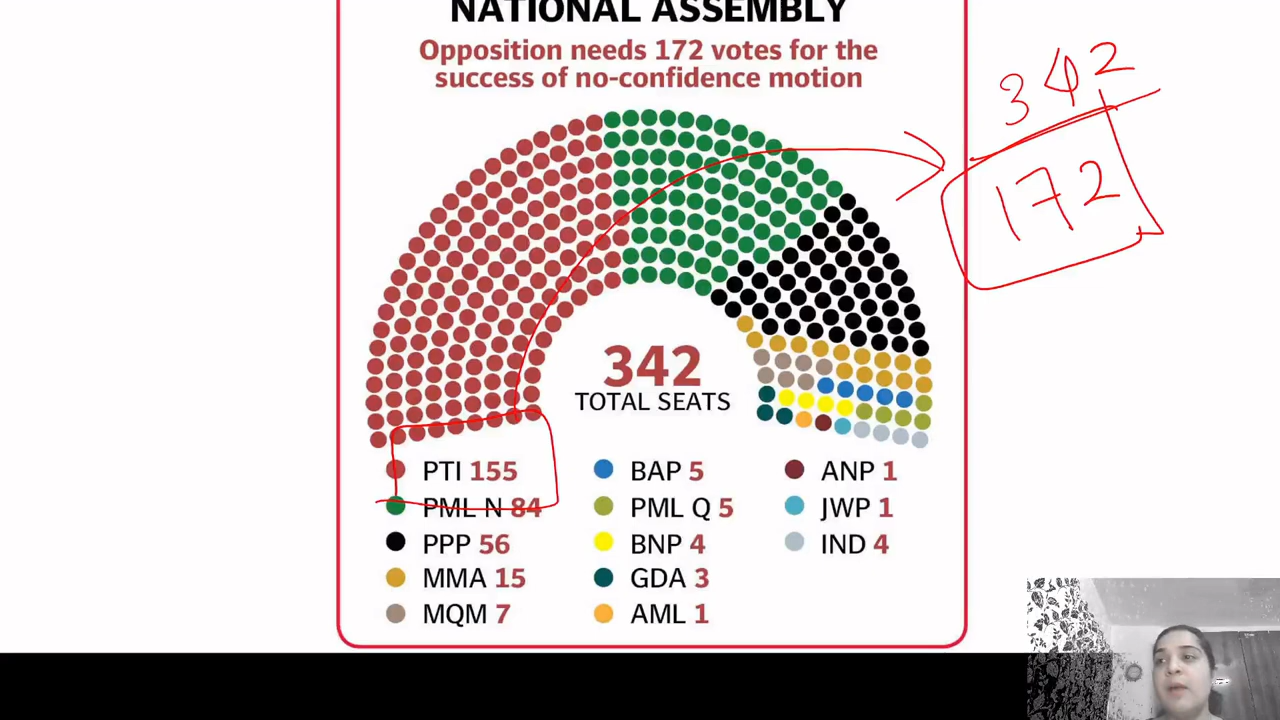 NATIONAL ASSEMBLY
Opposition needs 172 votes for the
success of no-confidence motion
342
172
342
TOTAL SEATS
PTI 155
PML N 84
PPP 56
MMA 15
MQM 7
BAP 5
PML Q 5
BNP 4
GDA 3
AML 1
ANP 1
JWP 1
IND 4